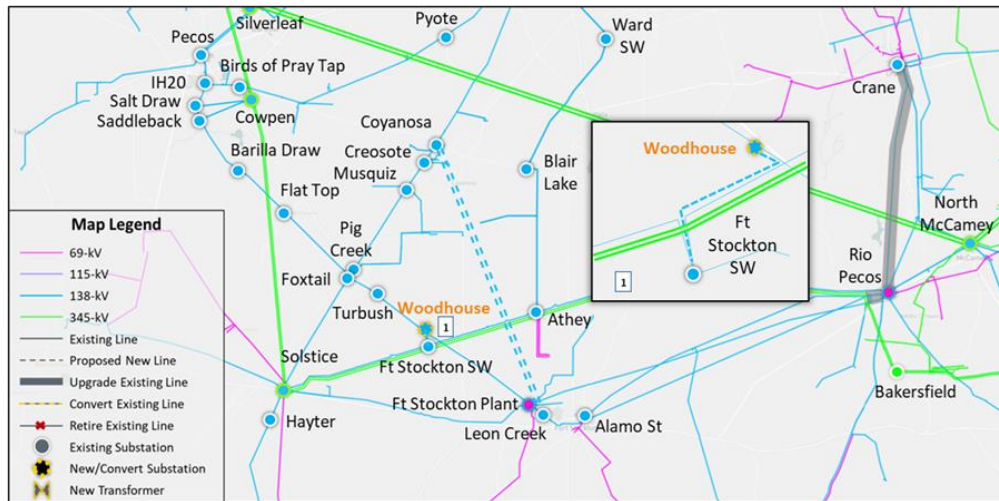 Silverleaf
Pyote
Ward
SW
Pecos
Birds of Pray Tap
IH20
Crane
Salt Draw
Saddleback
Cowpen
Coyanosa
Woodhouse
Creosote
Barilla Draw
Musquiz
Blair
Lake
Flat Top
North
McCamey
Map Legend
69-kV
115-kV
138-kV
345-kV
Existing Line
Proposed New Line
Upgrade Existing Line
Convert Existing Line
Retire Existing Line
Existing Substation
New/Convert Substation
New Transformer
Pig
Creek
Ft
Stockton
SW
1
Rio
Pecos
Foxtail
Turbush
Woodhouse
1
Athey
Solstice
Ft Stockton SW
Bakersfield
Ft Stockton Plant
Hayter
Leon Creek
Alamo St